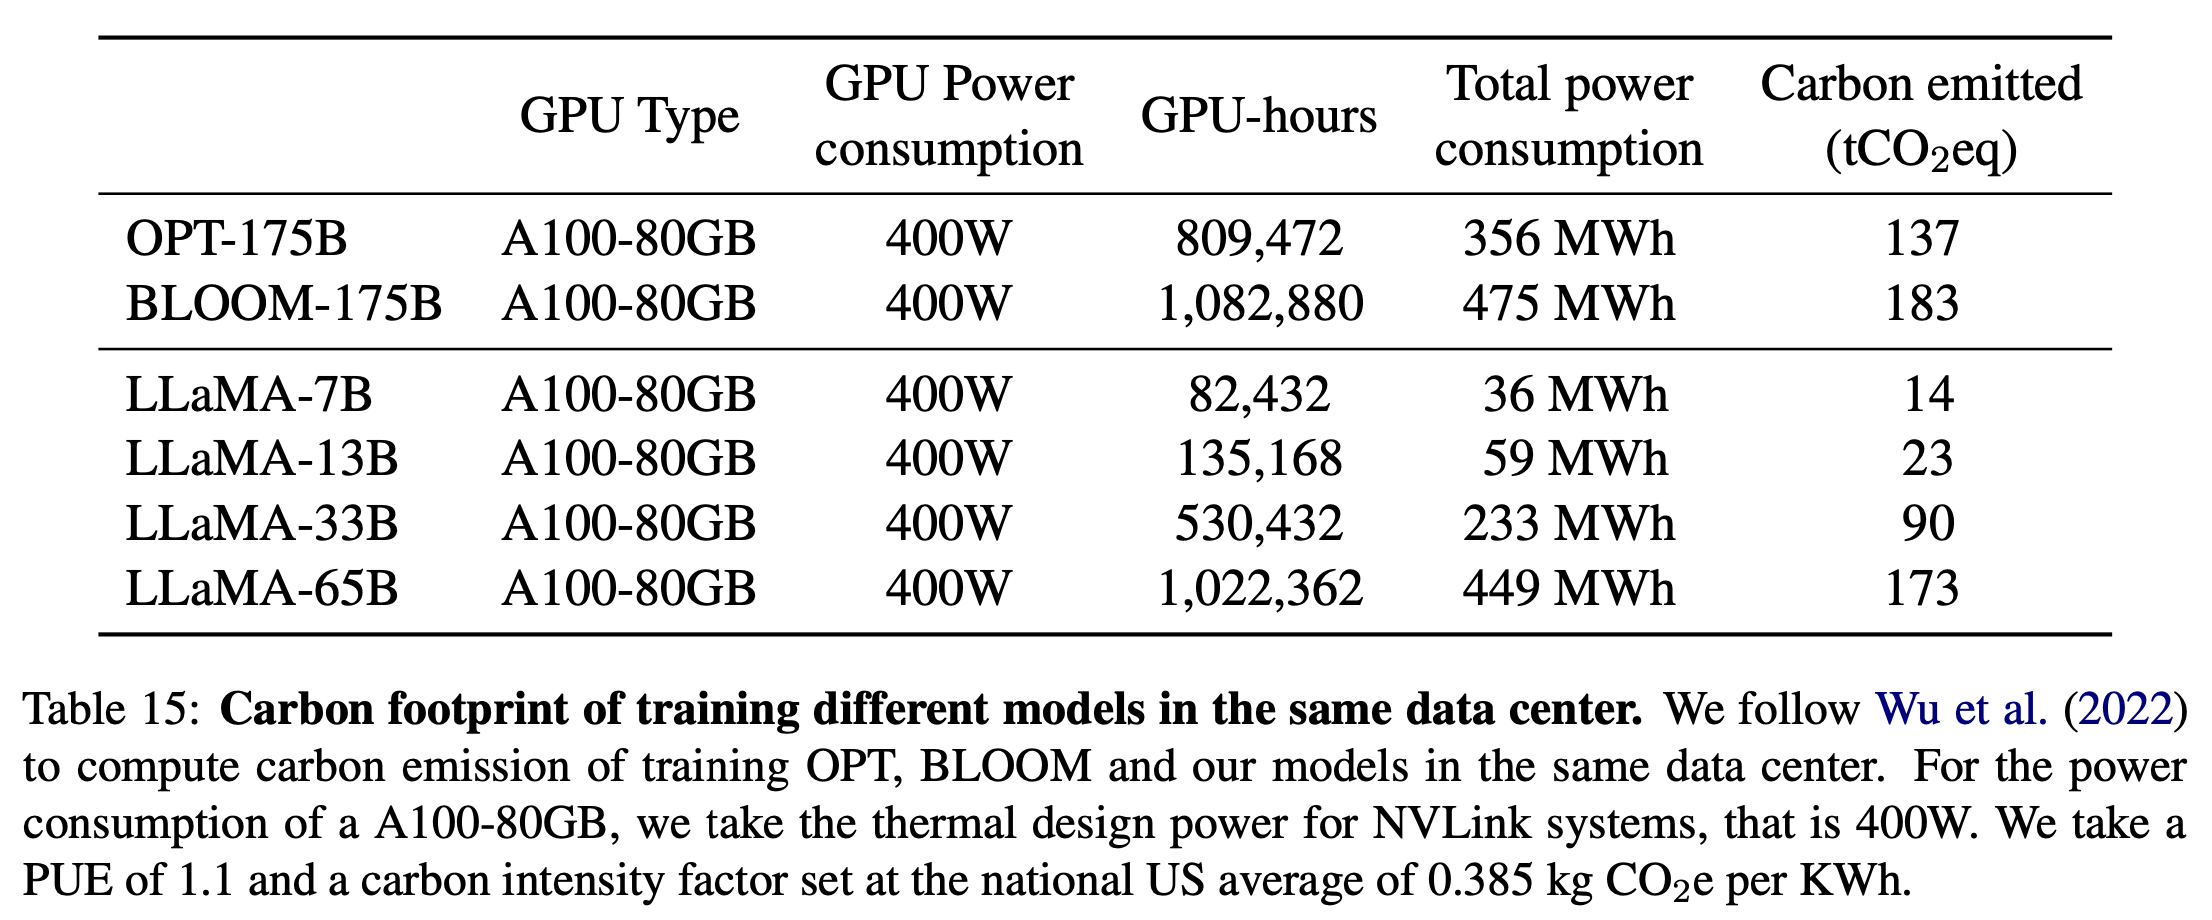 GPU Type GPU Power consumption GPU-hours Total power consumption Carbon emitted (tCO₂eq)
OPT-175B A100-80GB 400W 809,472 356 MWh 137
BLOOM-175B A100-80GB 400W 1,082,880 475 MWh 183
LLaMA-7B A100-80GB 400W 82,432 36 MWh 14
LLaMA-13B A100-80GB 400W 135,168 59 MWh 23
LLaMA-33B A100-80GB 400W 530,432 233 MWh 90
LLaMA-65B A100-80GB 400W 1,022,362 449 MWh 173
Table 15: Carbon footprint of training different models in the same data center. We follow Wu et al. (2022)
to compute carbon emission of training OPT, BLOOM and our models in the same data center. For the power
consumption of a A100-80GB, we take the thermal design power for NVLink systems, that is 400W. We take a
PUE of 1.1 and a carbon intensity factor set at the national US average of 0.385 kg CO₂e per KWh.